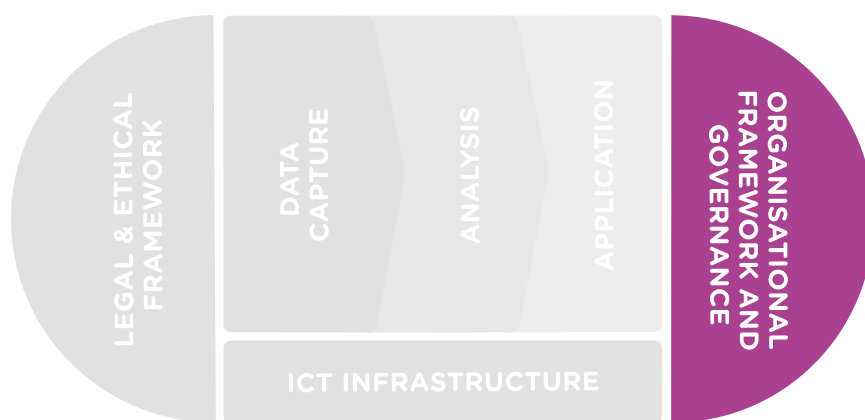 LEGAL & ETHICAL
FRAMEWORK
DATA
CAPTURE
ANALYSIS
APPLICATION
ORGANISATIONAL
FRAMEWORK AND
GOVERNANCE
ICT INFRASTRUCTURE